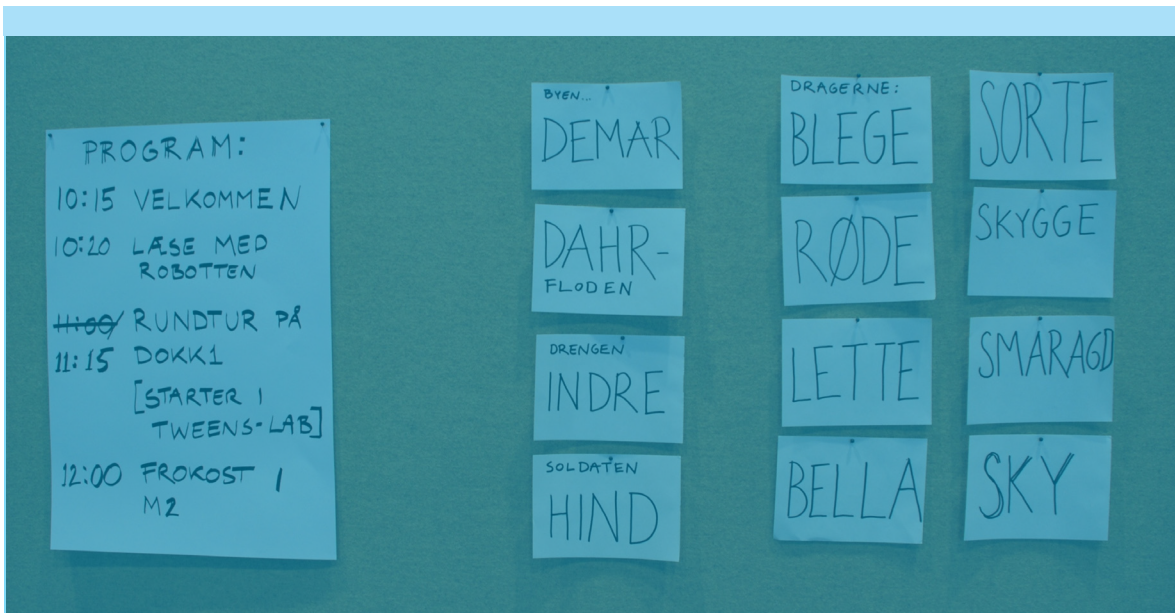 PROGRAM:
10:15 VELKOMMEN
10:20 LÆSE MED
ROBOTTEN
11:00 RUNDTUR PÅ
11:15 DOKK1
[STARTER I
TWEENS-LAB]
12:00 FROKOST I
M2
BYEN...
DEMAR
DAHR-
FLODEN
DRENGEN
INDRE
SOLDATEN
HIND
DRAGERNE:
BLEGE
RØDE
LETTE
BELLA
SORTE
SKYGGE
SMARAGD
SKY